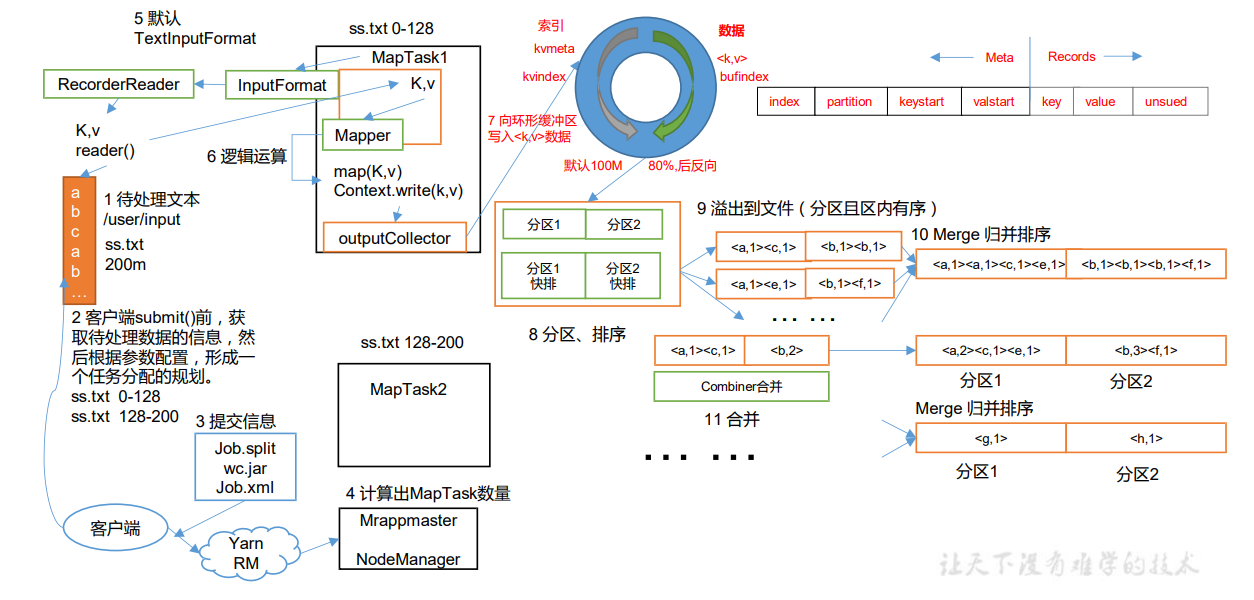 5 默认
TextInputFormat
ss.txt 0-128
MapTask1
RecorderReader
InputFormat
K,v
K,v
reader()
Mapper
6 逻辑运算
map(K,v)
Context.write(k,v)
outputCollector
a
b
c
a
b
...
1 待处理文本
/user/input
ss.txt
200m
2 客户端submit()前，获
取待处理数据的信息，然
后根据参数配置，形成一
个任务分配的规划。
ss.txt 0-128
ss.txt 128-200
3 提交信息
Job.split
wc.jar
Job.xml
客户端
Yarn
RM
4 计算出MapTask数量
Mrappmaster
NodeManager
ss.txt 128-200
MapTask2
索引
kvmeta
kvindex
数据
<k,v>
bufindex
7 向环形缓冲区
写入<k,v>数据
默认100M
80%,后反向
Meta
Records
index
partition
keystart
valstart
key
value
unsued
分区1
分区2
分区1
快排
分区2
快排
8 分区、排序
9 溢出到文件（分区且区内有序）
<a,1><c,1>
<b,1><b,1>
<a,1><e,1>
<b,1><f,1>
... ...
10 Merge 归并排序
<a,1><a,1><c,1><e,1>
<b,1><b,1><b,1><f,1>
<a,1><c,1>
<b,2>
Combiner合并
11 合并
<a,2><c,1><e,1>
<b,3><f,1>
分区1
分区2
Merge 归并排序
<g,1>
<h,1>
分区1
分区2
... ...
让天下没有难学的技术